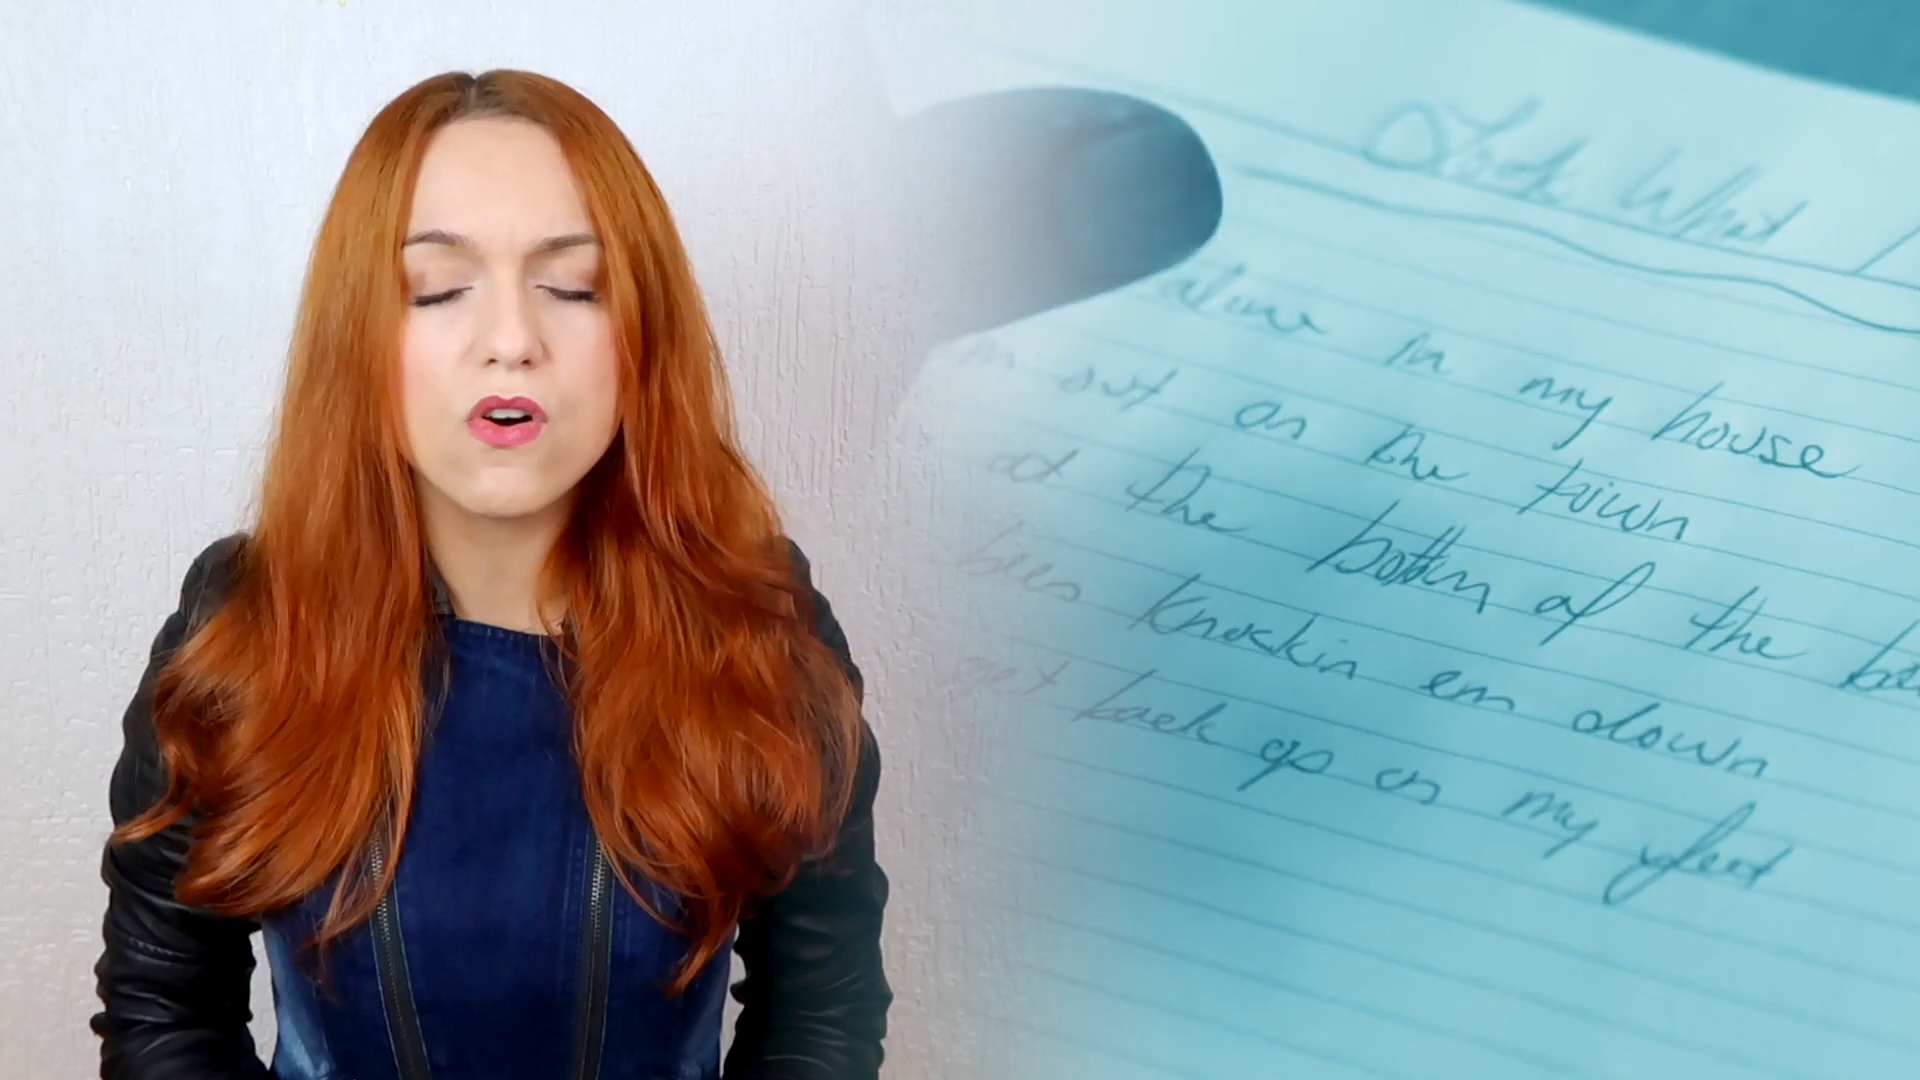 Look What
alone in my house
out on the town
at the bottom of the
been knockin em down
get back up on my feet